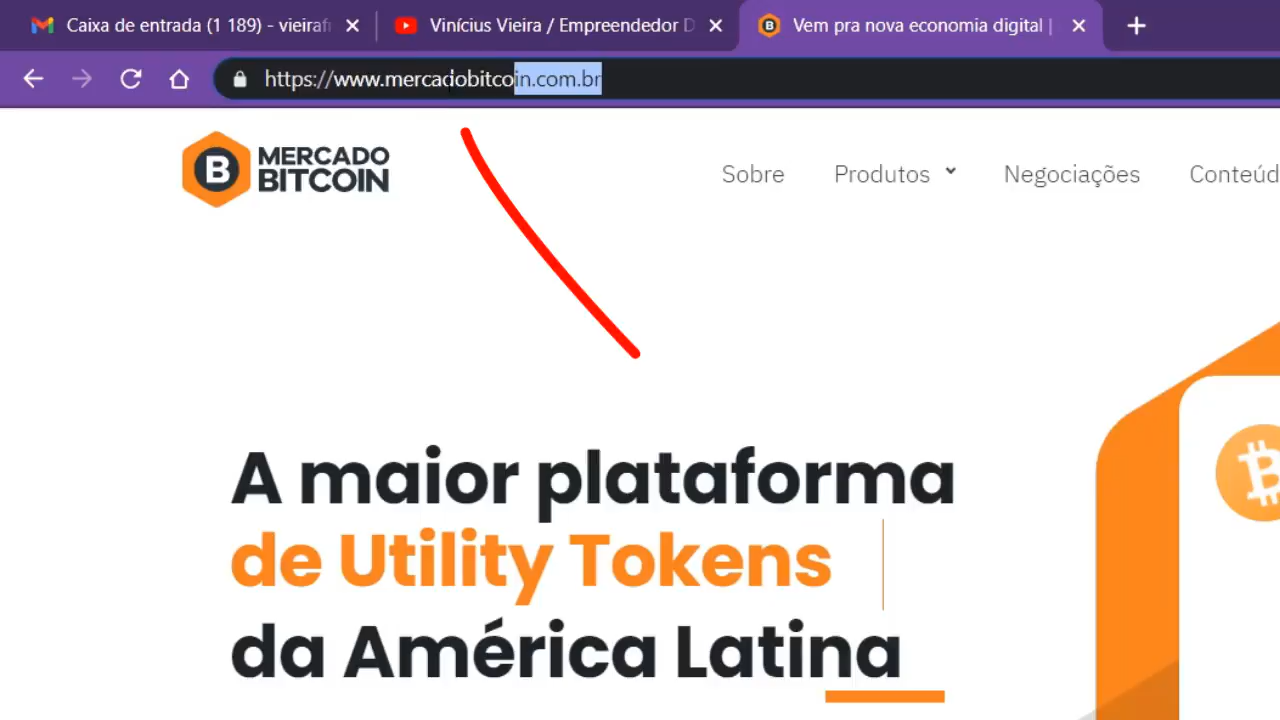 Caixa de entrada (1 189) - vieiraf
Vinícius Vieira / Empreendedor D
Vem pra nova economia digital |
https://www.mercadobitcoin.com.br
MERCADO
BITCOIN
Sobre
Produtos
Negociações
Conteúd
A maior plataforma
de Utility Tokens
da América Latina